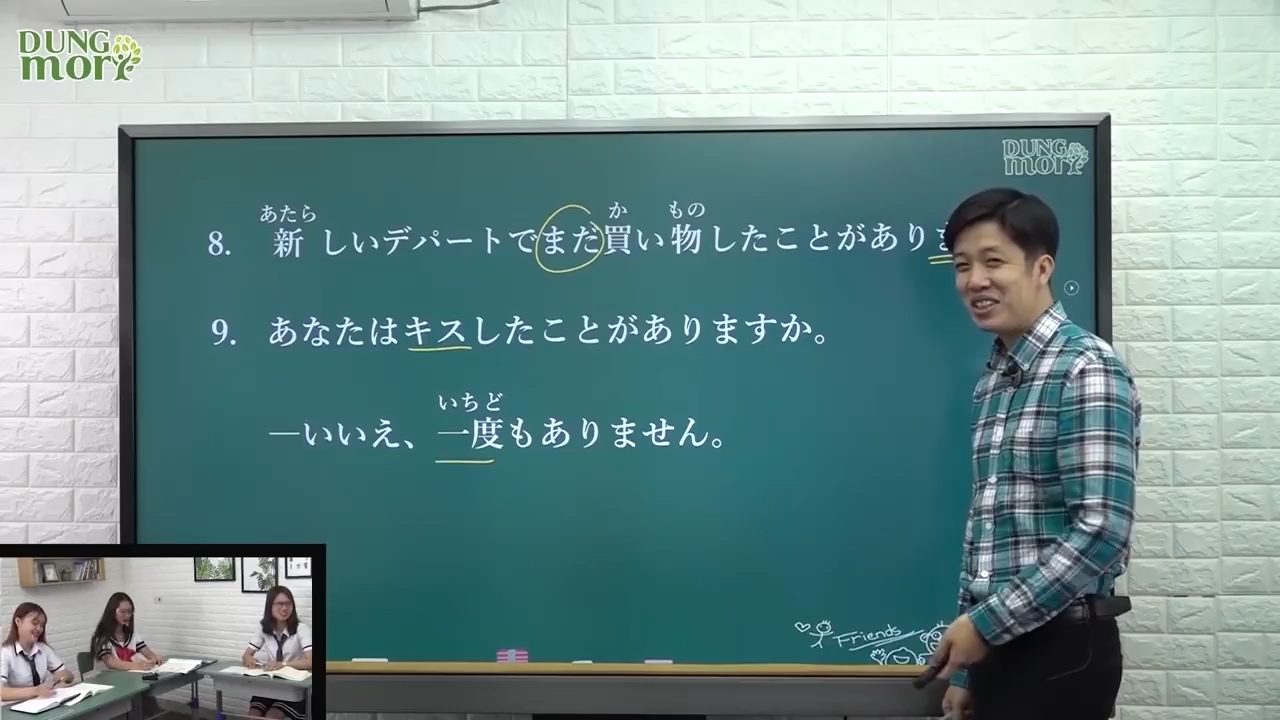 DUNG
mori
DUNG
mori
あたら か もの
8. 新しいデパートでまだ買い物したことがあり
9. あなたはキスしたことがありますか。
いちど
―いいえ、一度もありません。
Friends